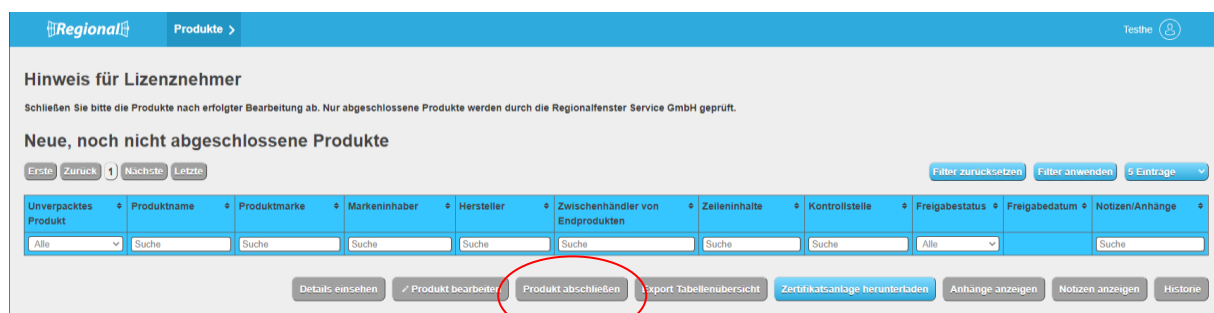 Regional
Produkte >
Testhe
Hinweis für Lizenznehmer
Schließen Sie bitte die Produkte nach erfolgter Bearbeitung ab. Nur abgeschlossene Produkte werden durch die Regionalfenster Service GmbH geprüft.
Neue, noch nicht abgeschlossene Produkte
Erste Zurück 1 Nächste Letzte Filter zurücksetzen Filter anwenden 5 Einträge
Unverpacktes Produkt Produktname Produktmarke Markeninhaber Hersteller Zwischenhändler von Endprodukten Zeileninhalte Kontrollstelle Freigabestatus Freigabedatum Notizen/Anhänge
Alle Suche Suche Suche Suche Suche Suche Suche Alle Suche
Details einsehen Produkt bearbeiten Produkt abschließen Export Tabellenübersicht Zertifikatsanlage herunterladen Anhänge anzeigen Notizen anzeigen Historie